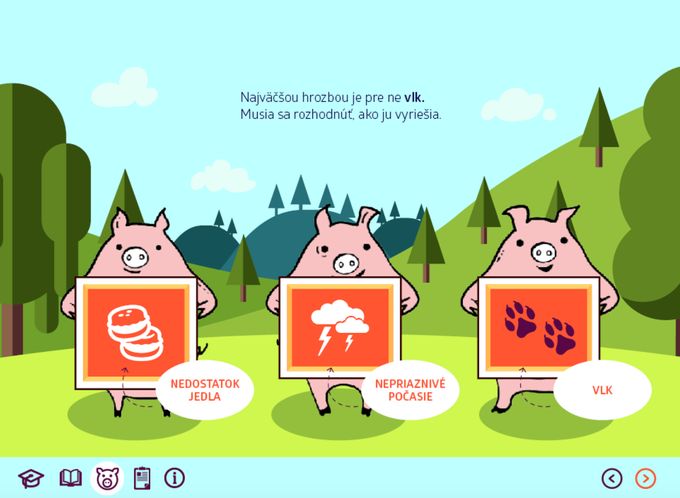 Najväčšou hrozbou je pre ne vlk.
Musia sa rozhodnúť, ako ju vyriešia.
NEDOSTATOK
JEDLA
NEPRIAZNIVÉ
POČASIE
VLK